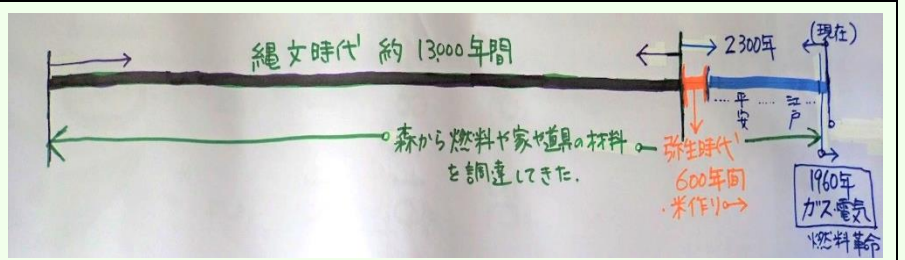 縄文時代 約13,000年間
2300年
(現在)
....平安....江戸
森から燃料や家や道具の材料
を調達してきた.
弥生時代
600年間
・米作り
1960年
ガス・電気
燃料革命